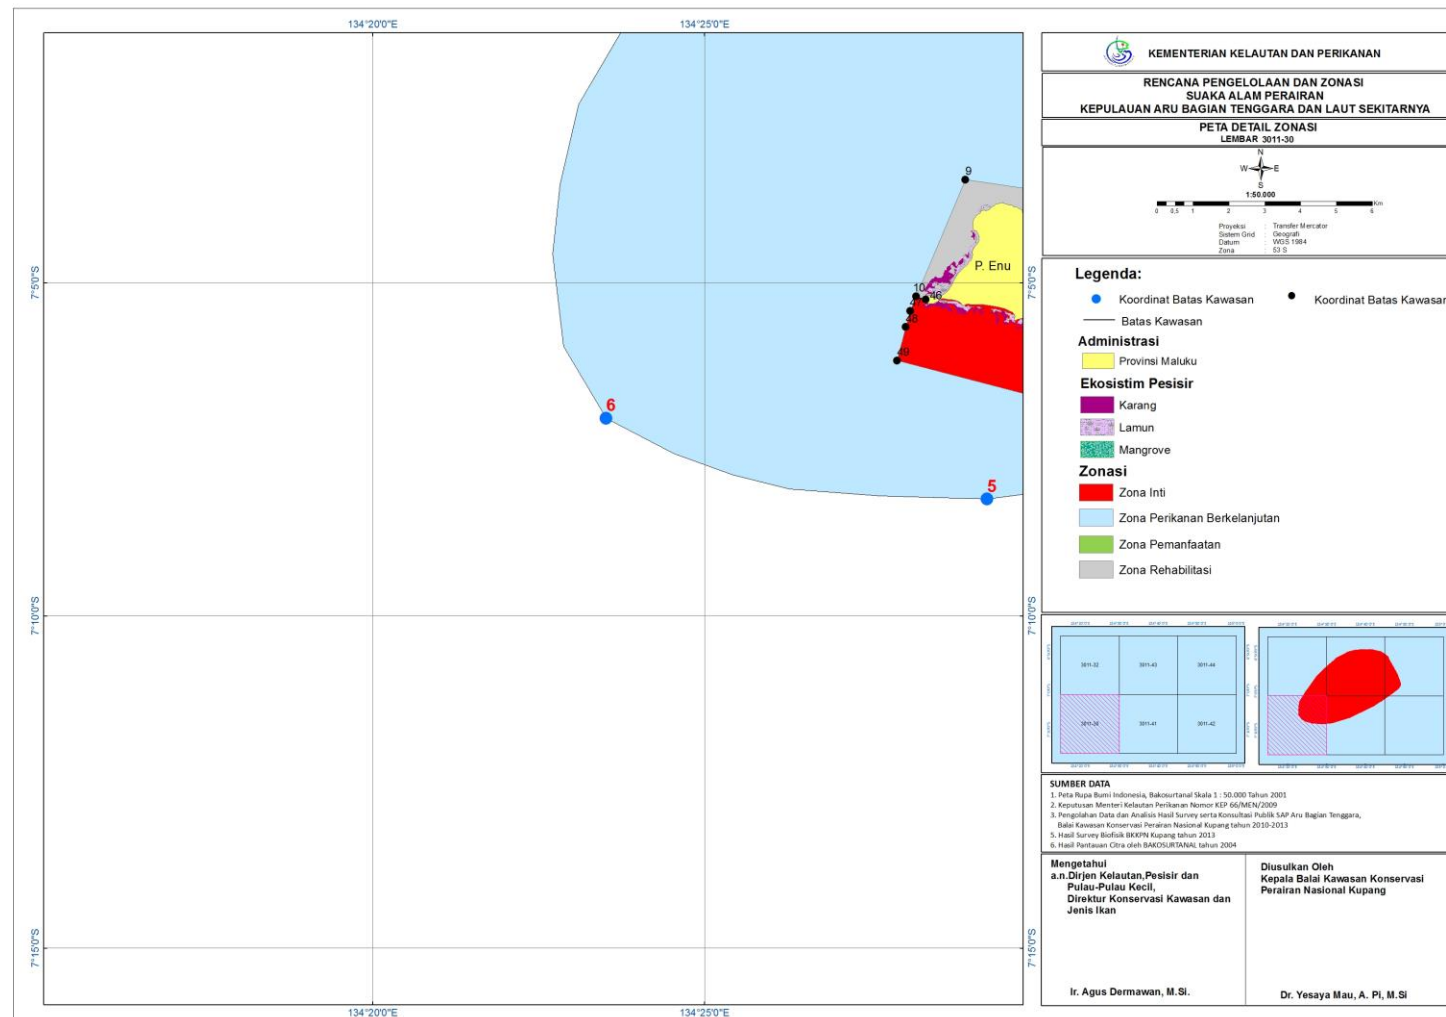 134°20'0"E
134°25'0"E
7°5'0"S
7°10'0"S
7°15'0"S
7°5'0"S
7°10'0"S
7°15'0"S
134°20'0"E
134°25'0"E
9
P. Enu
10
46
48
49
6
5
KEMENTERIAN KELAUTAN DAN PERIKANAN
RENCANA PENGELOLAAN DAN ZONASI
SUAKA ALAM PERAIRAN
KEPULAUAN ARU BAGIAN TENGGARA DAN LAUT SEKITARNYA
PETA DETAIL ZONASI
LEMBAR 3011-30
N
W E
S
1:50.000
0 0,5 1 2 3 4 5 6 Km
Proyeksi : Transfer Mercator
Sistem Grid : Geografi
Datum : WGS 1984
Zona : 53 S
Legenda:
Koordinat Batas Kawasan Koordinat Batas Kawasan
Batas Kawasan
Administrasi
Provinsi Maluku
Ekosistim Pesisir
Karang
Lamun
Mangrove
Zonasi
Zona Inti
Zona Perikanan Berkelanjutan
Zona Pemanfaatan
Zona Rehabilitasi
3011-32 3011-43 3011-44
3011-30 3011-41 3011-42
SUMBER DATA
1. Peta Rupa Bumi Indonesia, Bakosurtanal Skala 1 : 50.000 Tahun 2001
2. Keputusan Menteri Kelautan Perikanan Nomor KEP 66/MEN/2009
3. Pengolahan Data dan Analisis Hasil Survey serta Konsultasi Publik SAP Aru Bagian Tenggara,
Balai Kawasan Konservasi Perairan Nasional Kupang tahun 2010-2013
5. Hasil Survey Biofisik BKKPN Kupang tahun 2013
6. Hasil Pantauan Citra oleh BAKOSURTANAL tahun 2004
Mengetahui
a.n.Dirjen Kelautan,Pesisir dan
Pulau-Pulau Kecil,
Direktur Konservasi Kawasan dan
Jenis Ikan
Ir. Agus Dermawan, M.Si.
Diusulkan Oleh
Kepala Balai Kawasan Konservasi
Perairan Nasional Kupang
Dr. Yesaya Mau, A. Pi, M.Si